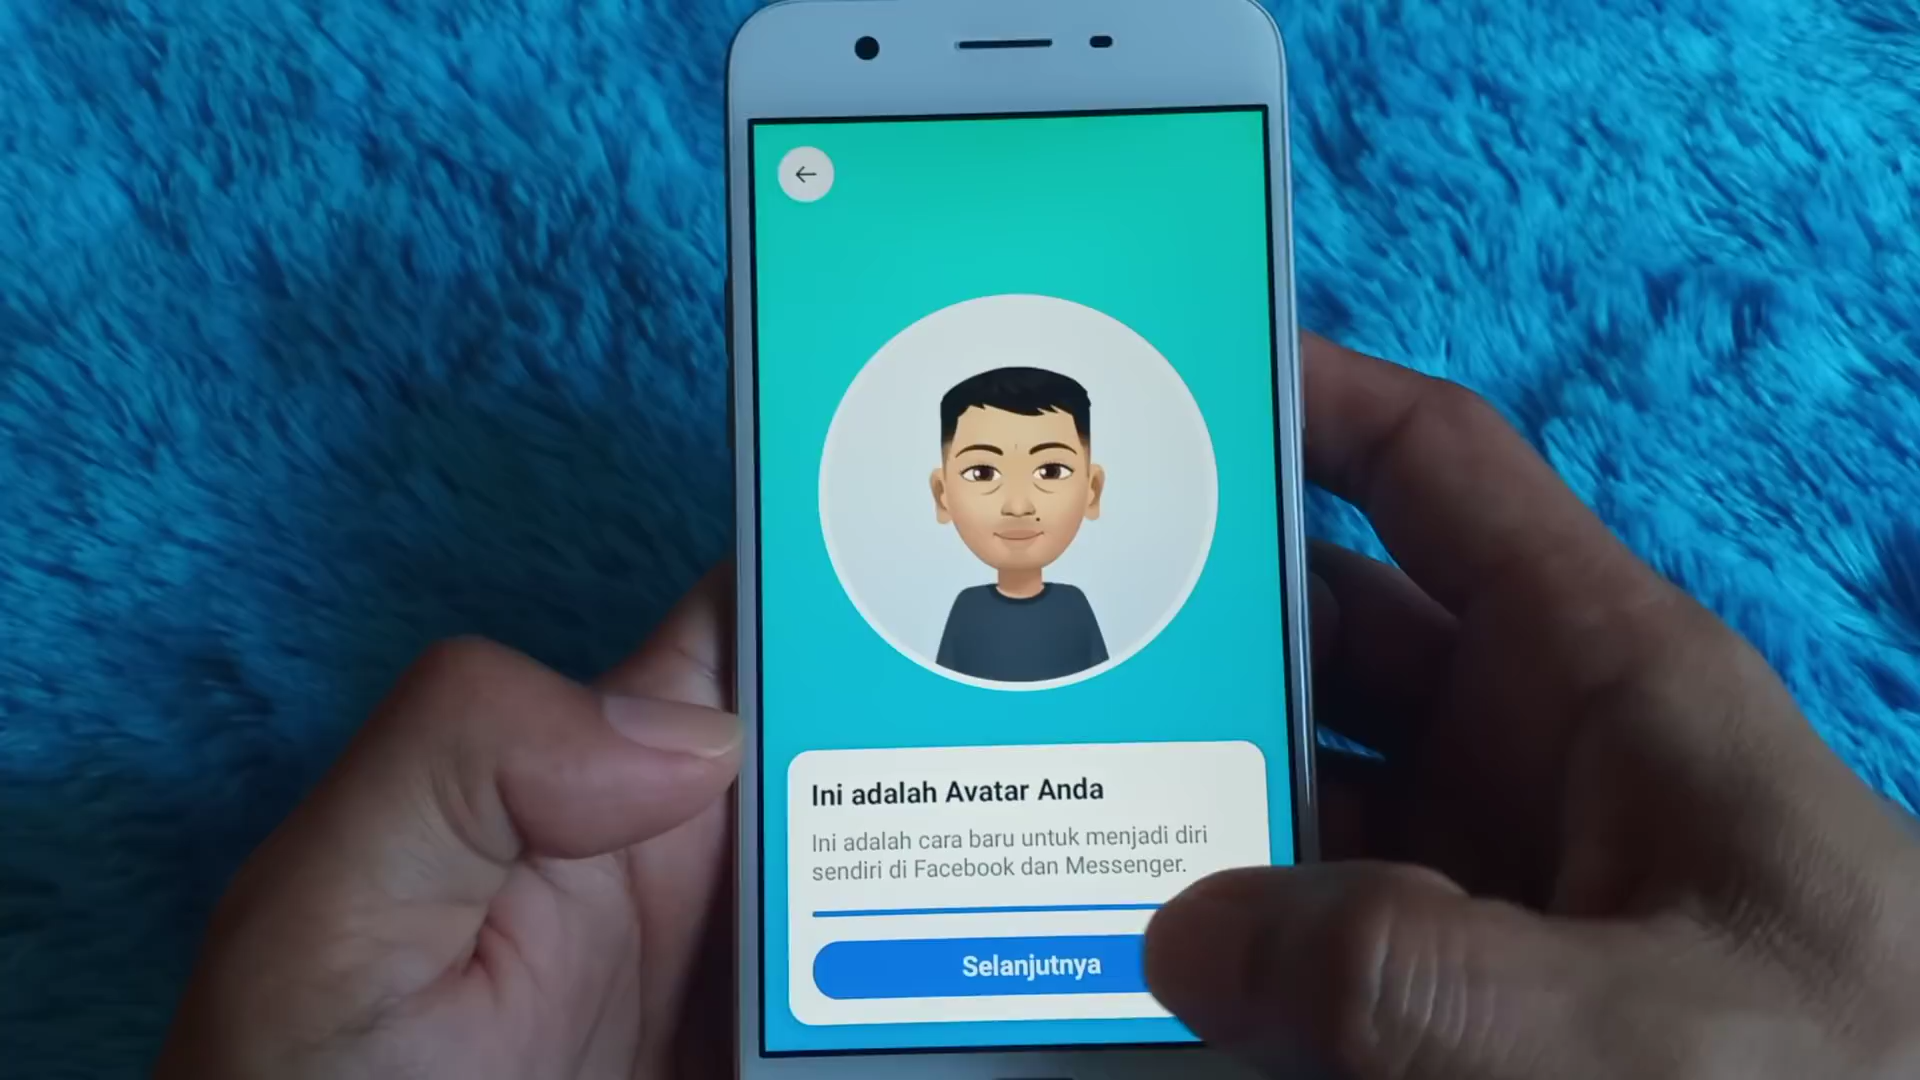 Ini adalah Avatar Anda
Ini adalah cara baru untuk menjadi diri
sendiri di Facebook dan Messenger.
Selanjutnya